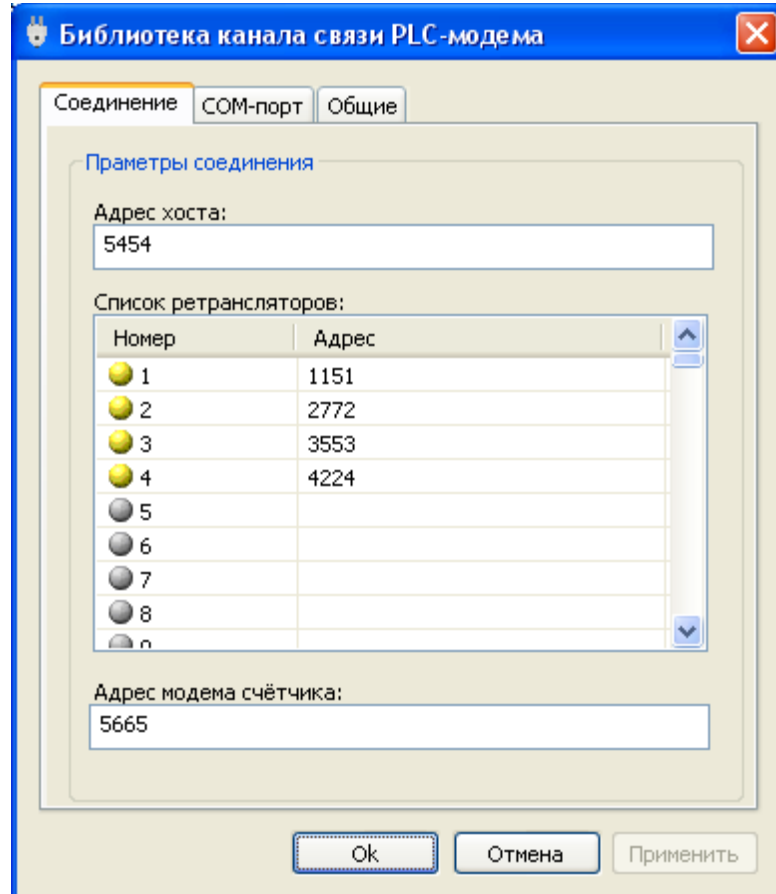 Библиотека канала связи PLC-модема
Соединение COM-порт Общие
Праметры соединения
Адрес хоста:
5454
Список ретрансляторов:
Номер Адрес
1 1151
2 2772
3 3553
4 4224
5
6
7
8
Адрес модема счётчика:
5665
Ok Отмена Применить